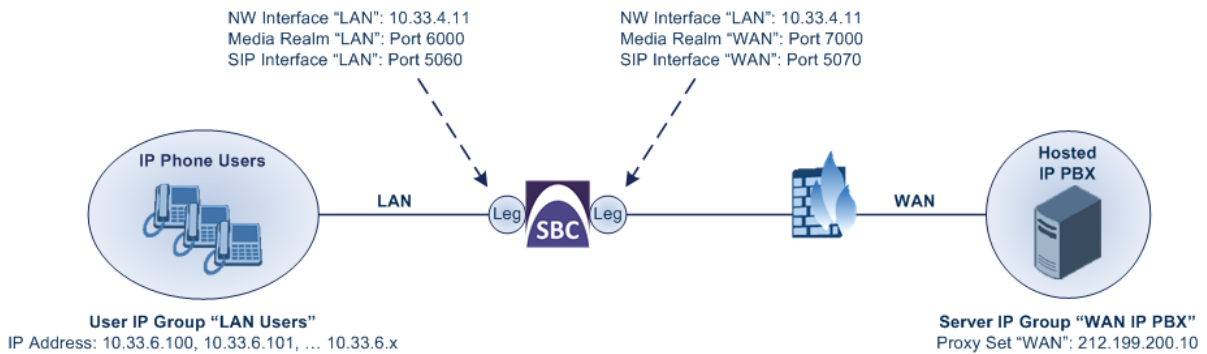 NW Interface “LAN”: 10.33.4.11
Media Realm “LAN”: Port 6000
SIP Interface “LAN”: Port 5060
NW Interface “LAN”: 10.33.4.11
Media Realm “WAN”: Port 7000
SIP Interface “WAN”: Port 5070
IP Phone Users
LAN
Leg
SBC
Leg
WAN
Hosted
IP PBX
User IP Group “LAN Users”
IP Address: 10.33.6.100, 10.33.6.101, … 10.33.6.x
Server IP Group “WAN IP PBX”
Proxy Set “WAN”: 212.199.200.10